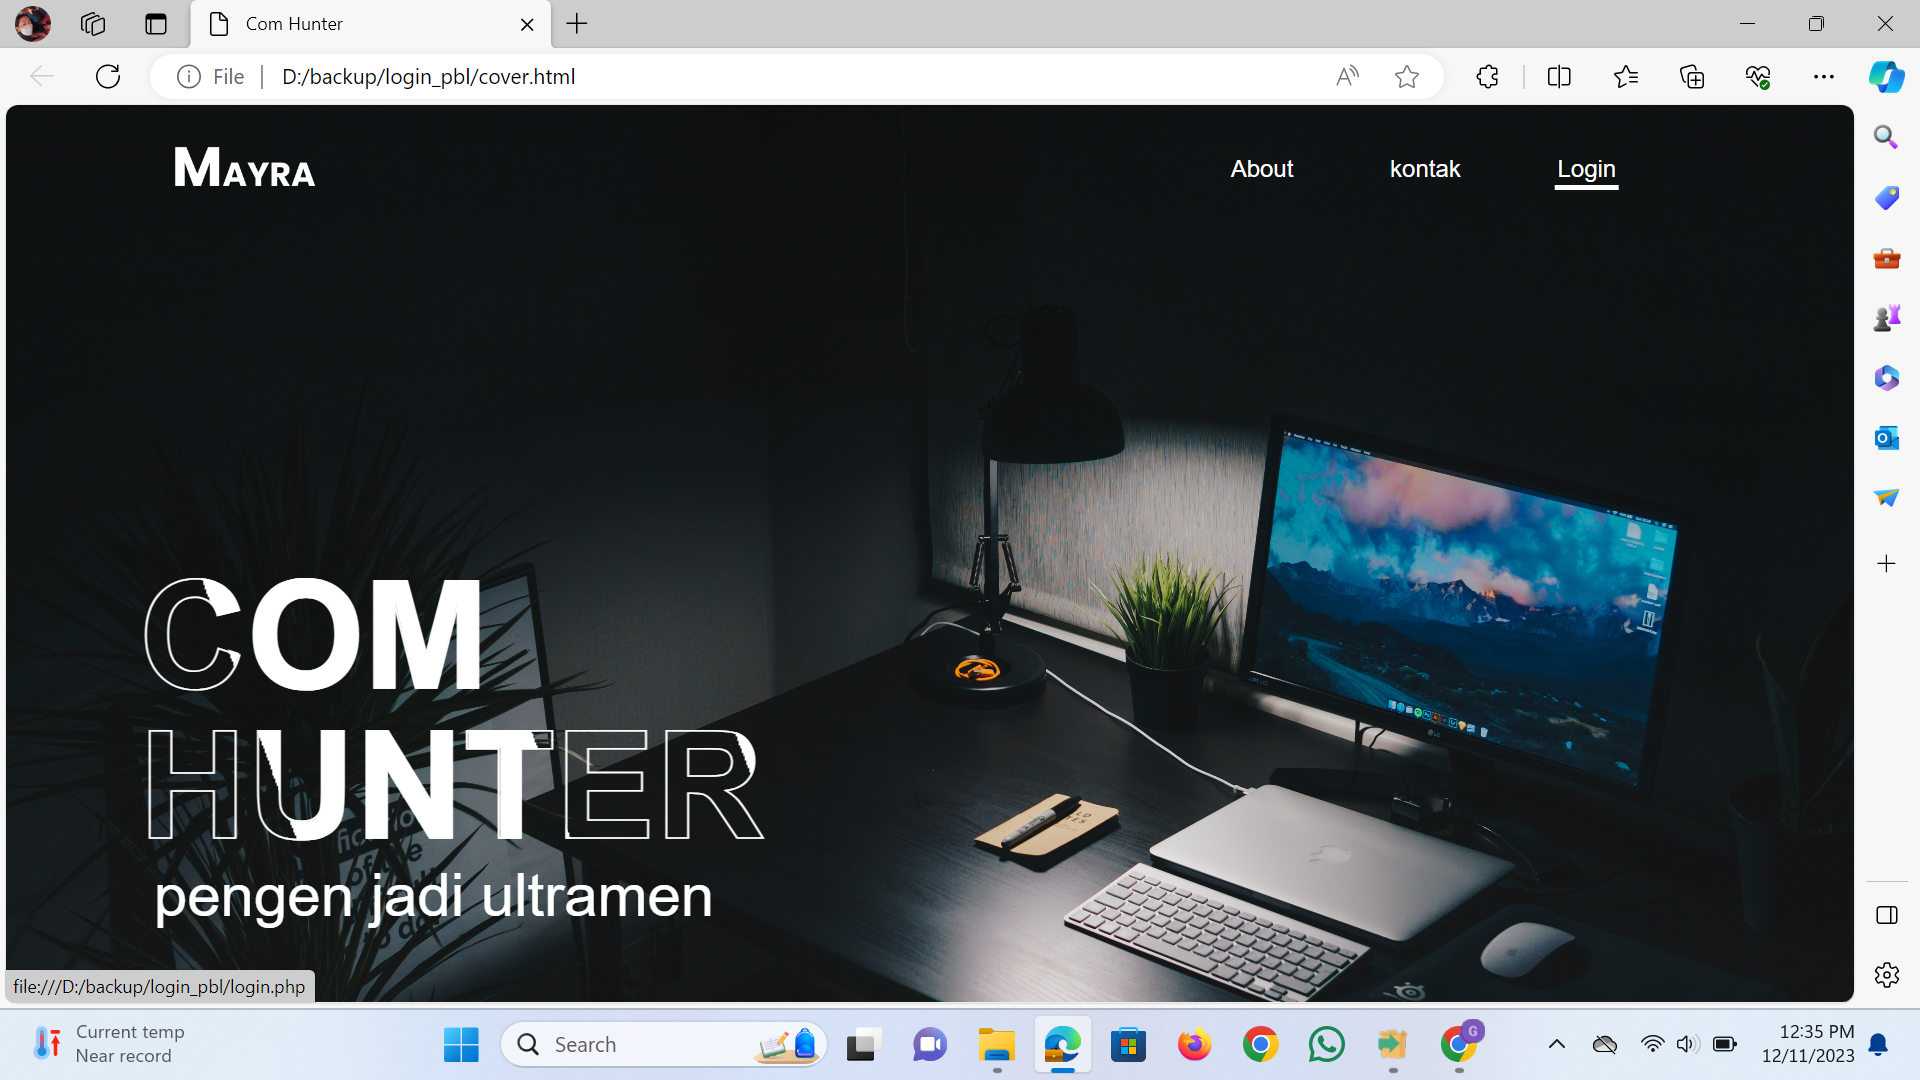 Com Hunter
File
D:/backup/login_pbl/cover.html
MAYRA
About
kontak
Login
COM
HUNTER
pengen jadi ultramen
file:///D:/backup/login_pbl/login.php
Current temp
Near record
Search
G
12:35 PM
12/11/2023